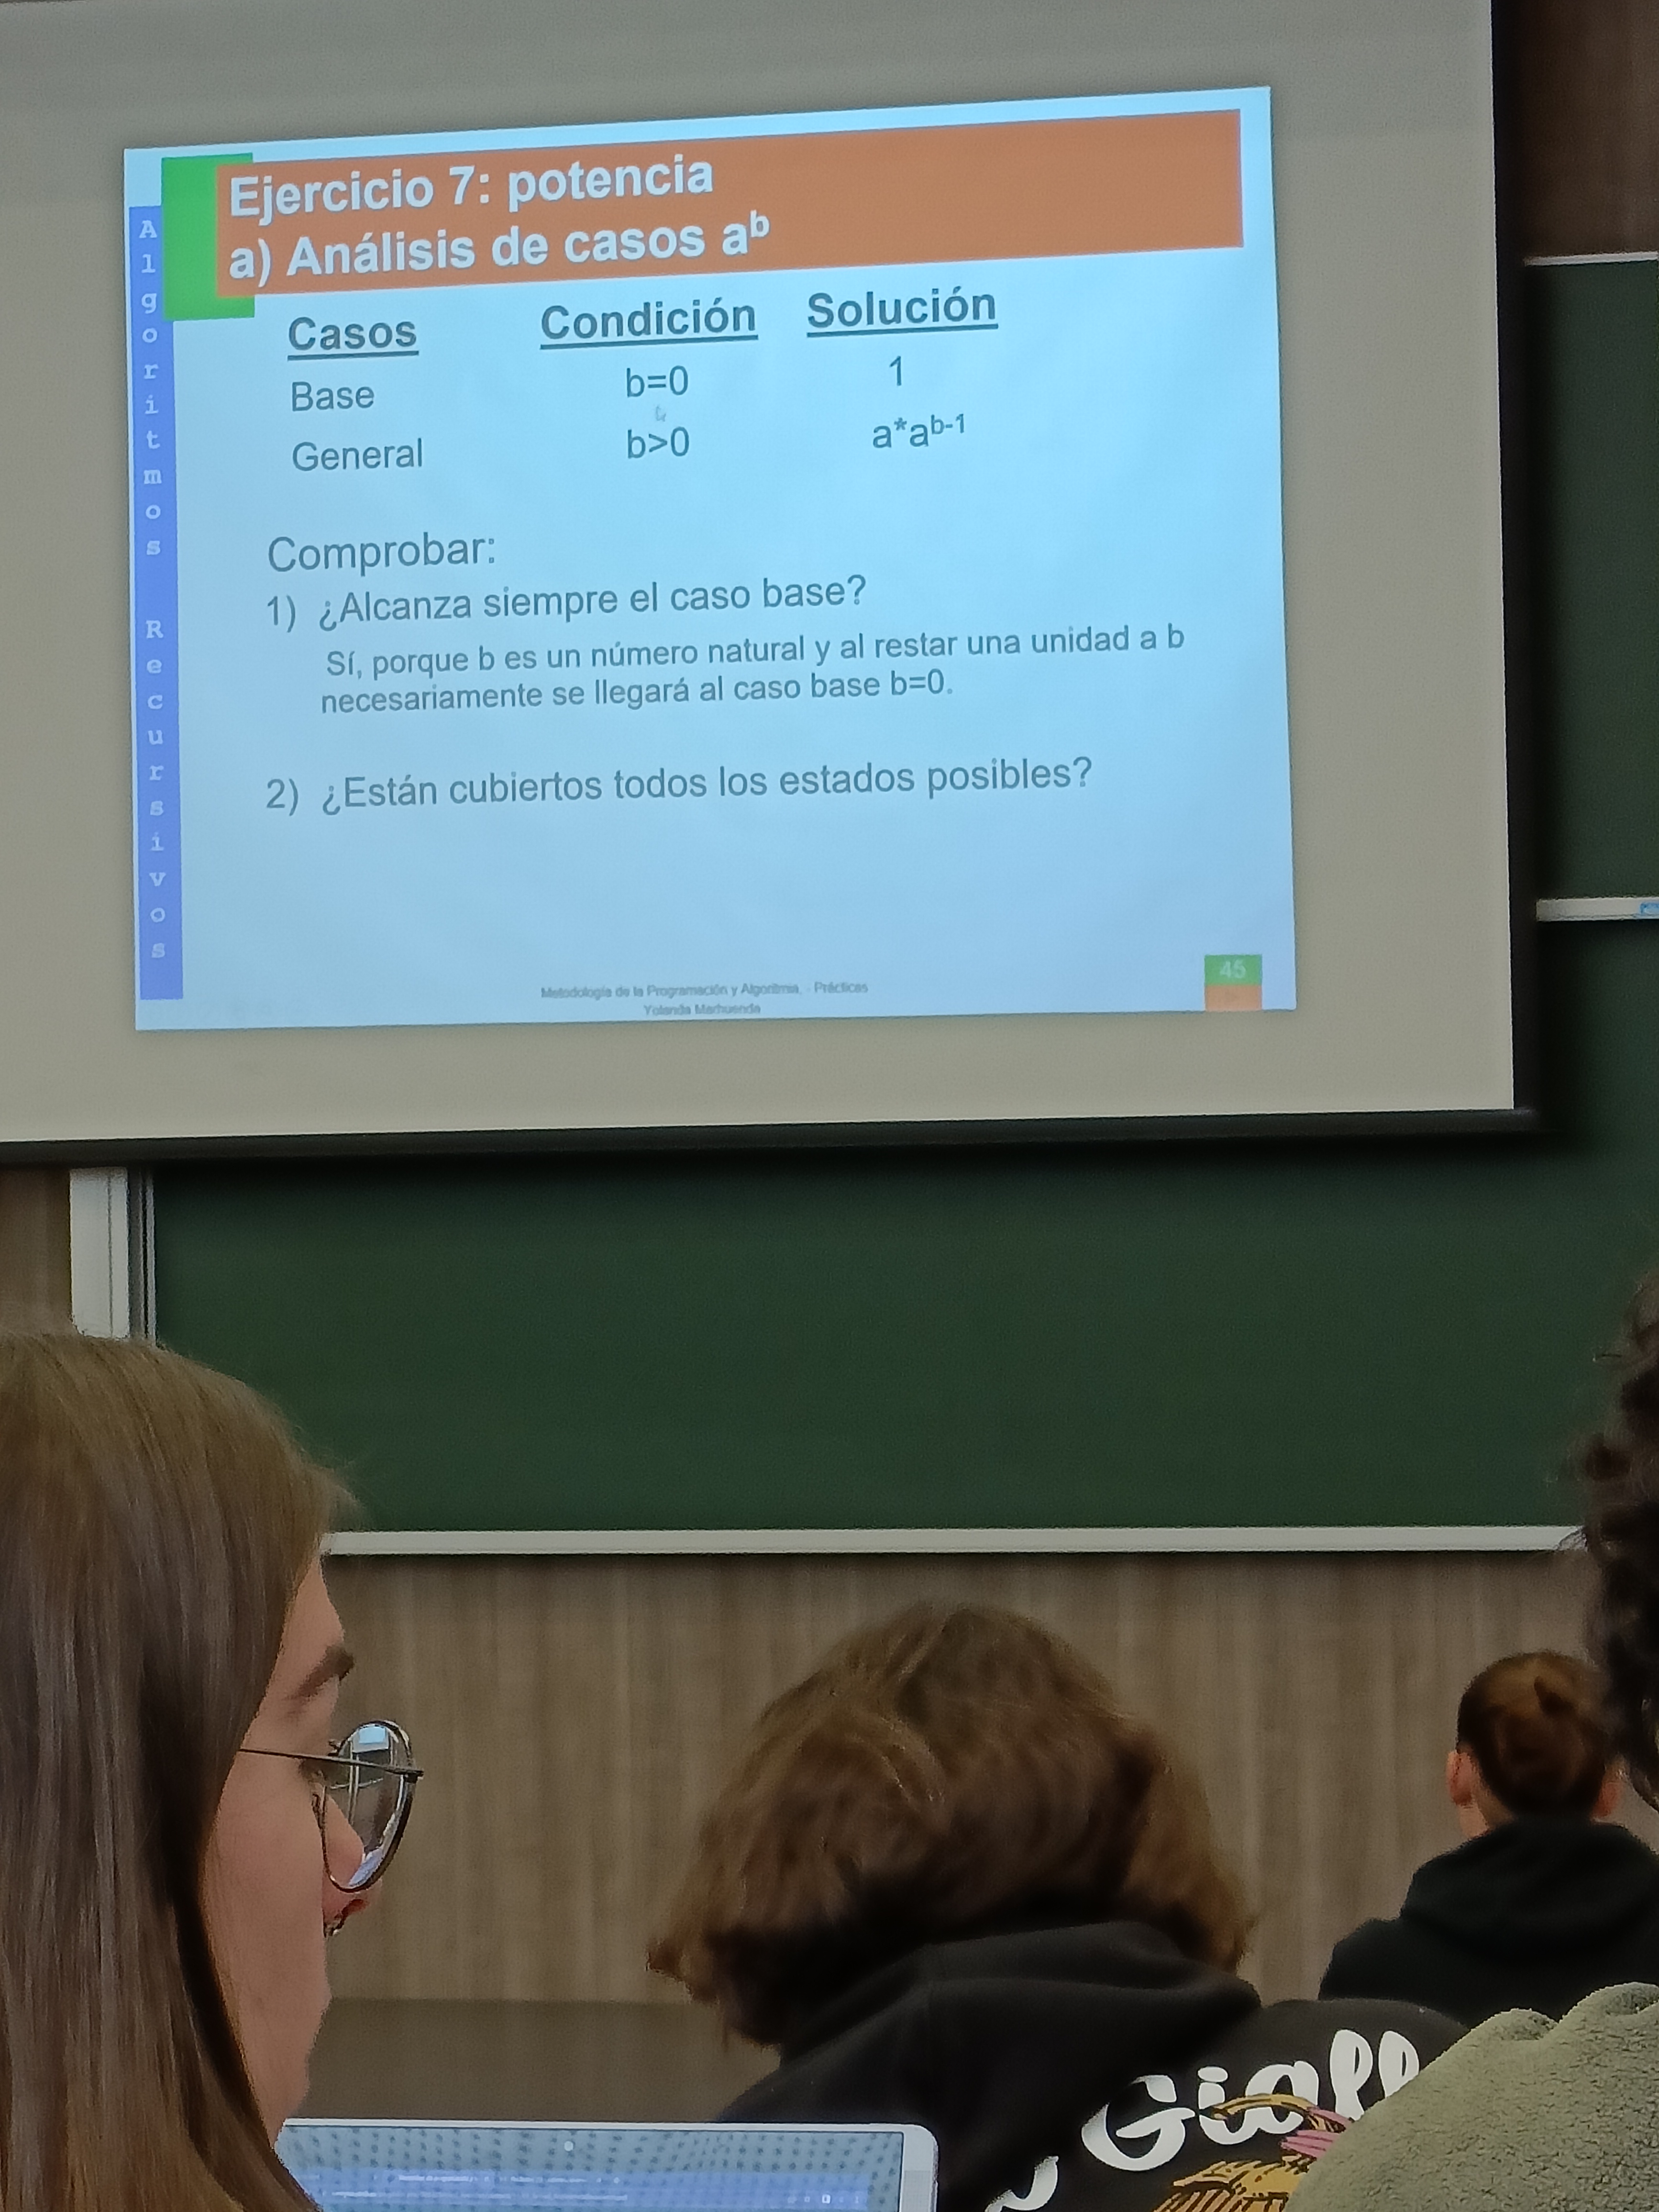 Ejercicio 7: potencia
a) Análisis de casos aᵇ
Algoritmos Recursivos
Casos Condición Solución
Base b=0 1
General b>0 a*aᵇ⁻¹
Comprobar:
1) ¿Alcanza siempre el caso base?
Sí, porque b es un número natural y al restar una unidad a b
necesariamente se llegará al caso base b=0.
2) ¿Están cubiertos todos los estados posibles?
45
Metodología de la Programación y Algoritmia. - Prácticas
Yolanda Marhuenda